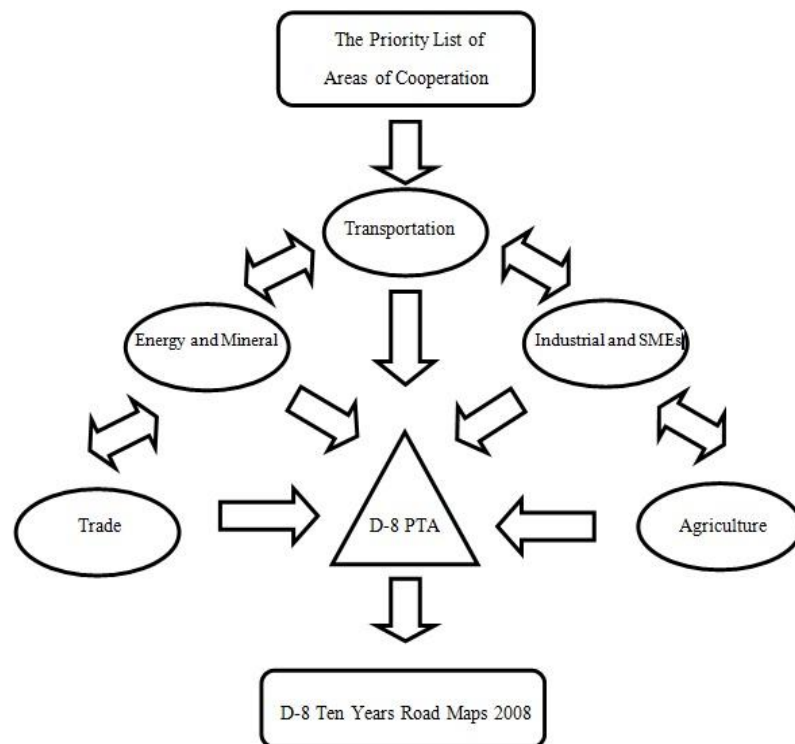 The Priority List of
Areas of Cooperation
Transportation
Energy and Mineral
Industrial and SMEs
Trade
D-8 PTA
Agriculture
D-8 Ten Years Road Maps 2008